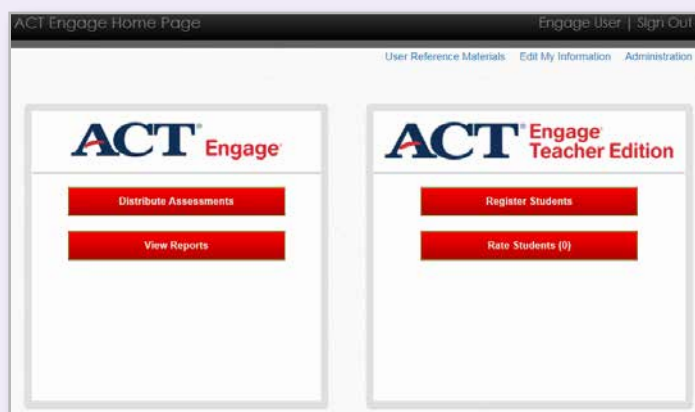 ACT Engage Home Page
Engage User | Sign Out
User Reference Materials Edit My Information Administration
ACT® Engage®
Distribute Assessments
View Reports
ACT® Engage®
Teacher Edition
Register Students
Rate Students (0)